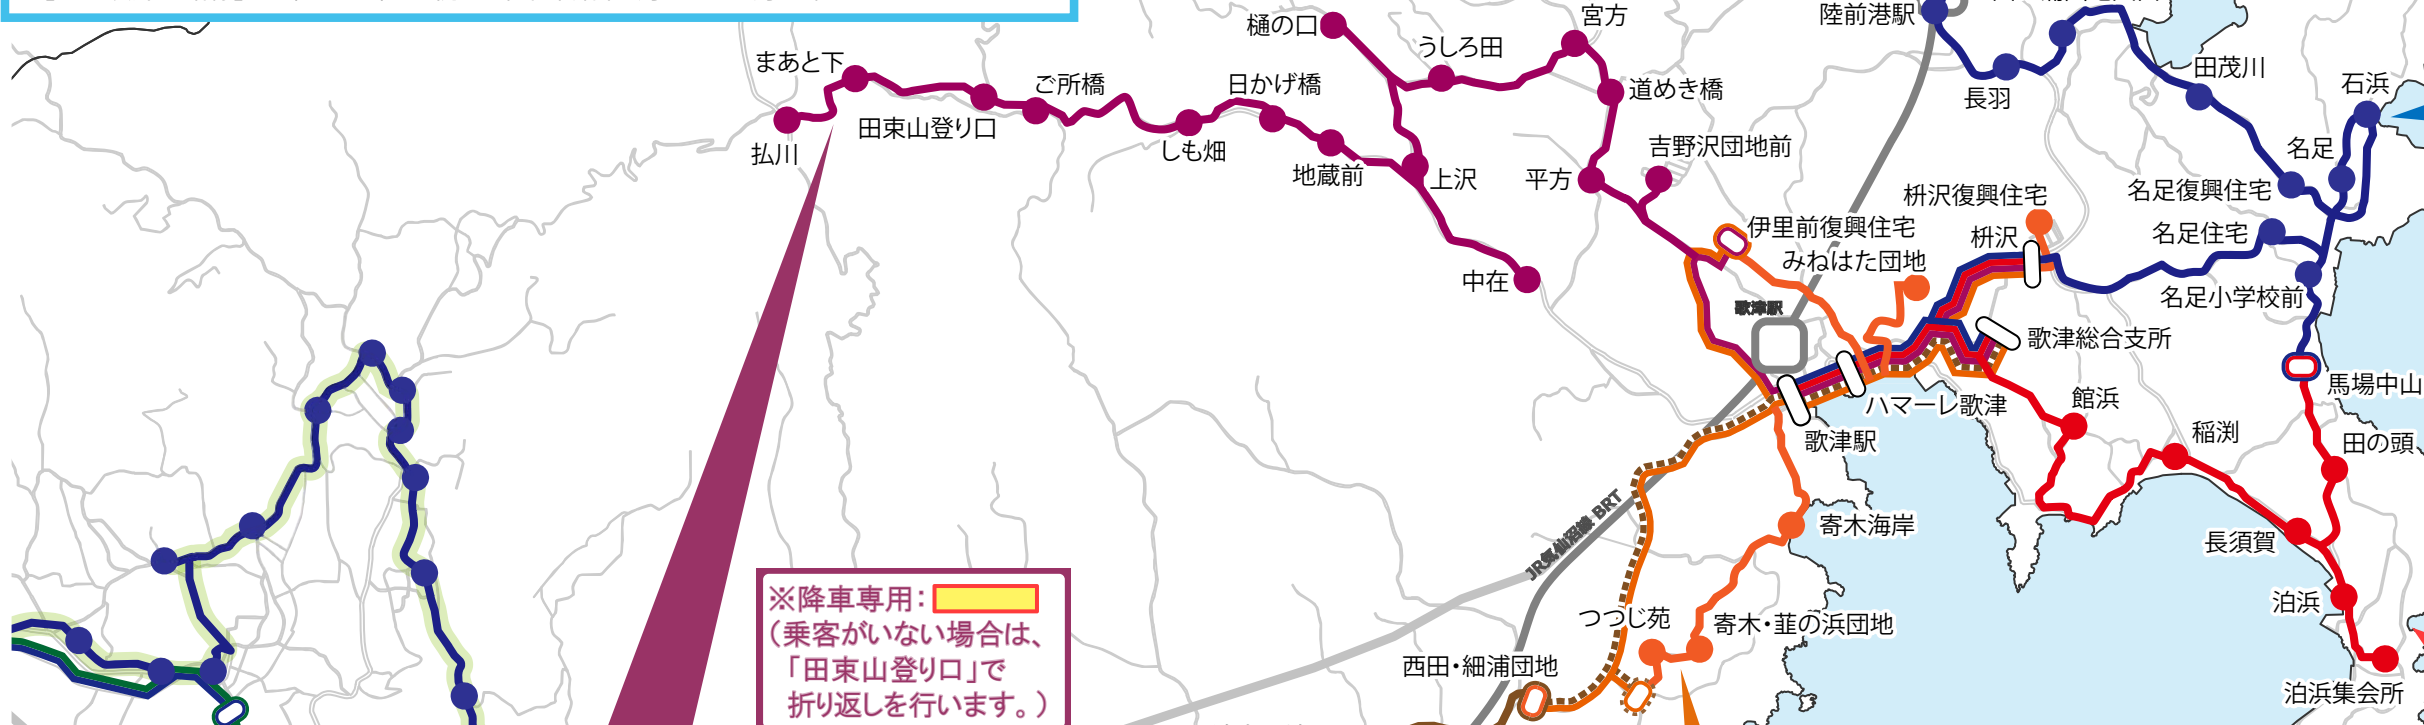 樋の口
宮方
陸前港駅
まあと下
うしろ田
田茂川
石浜
ご所橋
日かげ橋
道めき橋
長羽
田束山登り口
払川
しも畑
地蔵前
上沢
平方
吉野沢団地前
名足
名足復興住宅
枡沢復興住宅
伊里前復興住宅
枡沢
名足住宅
みねはた団地
中在
名足小学校前
歌津駅
歌津総合支所
馬場中山
ハマーレ歌津
館浜
歌津駅
稲渕
田の頭
JR気仙沼線 BRT
寄木海岸
長須賀
※降車専用：
（乗客がいない場合は、
「田束山登り口」で
折り返しを行います。）
つつじ苑
寄木・韮の浜団地
泊浜
西田・細浦団地
泊浜集会所